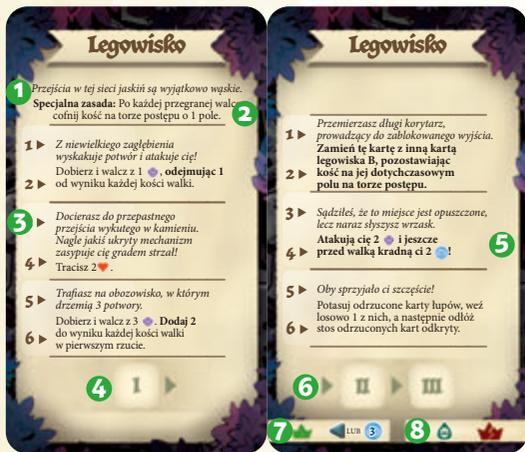 Legowisko
1
Przejścia w tej sieci jaskiń są wyjątkowo wąskie.
Specjalna zasada: Po każdej przegranej walce
cofnij kość na torze postępu o 1 pole.
2
1
Z niewielkiego zagłębienia
wyskakuje potwór i atakuje cię!
2
Dobierz i walcz z 1 , odejmując 1
od wyniku każdej kości walki.
3
3
Docierasz do przepastnego
przejścia wykutego w kamieniu.
Nagle jakiś ukryty mechanizm
zasypuje cię gradem strzał!
4
Tracisz 2 .
5
Trafiasz na obozowisko, w którym
drzemią 3 potwory.
6
Dobierz i walcz z 3 . Dodaj 2
do wyniku każdej kości walki
w pierwszym rzucie.
4
I
Legowisko
1
Przemierzasz długi korytarz,
prowadzący do zablokowanego wyjścia.
2
Zamień tę kartę z inną kartą
legowiska B, pozostawiając
kość na jej dotychczasowym
polu na torze postępu.
3
Sądziłeś, że to miejsce jest opuszczone,
lecz naraz słyszysz wrzask.
4
Atakują cię 2 i jeszcze
przed walką kradną ci 2 !
5
5
Oby sprzyjało ci szczęście!
6
Potasuj odrzucone karty łupów, weź
losowo 1 z nich, a następnie odłóż
stos odrzuconych kart odkryty.
6
II
III
7
LUB 3
8